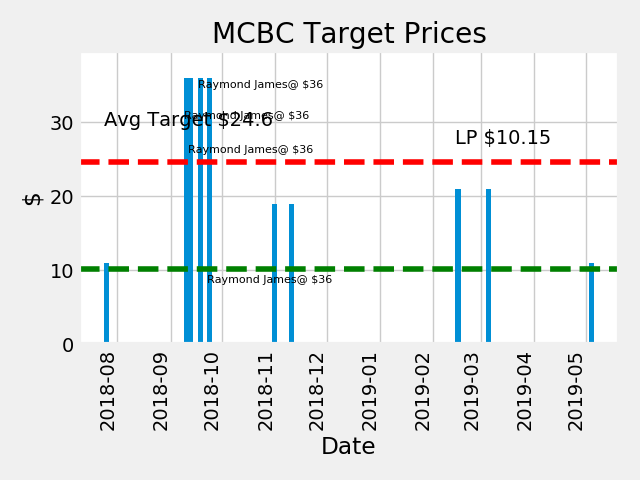 MCBC Target Prices
Raymond James@ $36
Raymond James@ $36
Avg Target $24.6
Raymond James@ $36
LP $10.15
Raymond James@ $36
$
30
20
10
0
2018-08
2018-09
2018-10
2018-11
2018-12
2019-01
2019-02
2019-03
2019-04
2019-05
Date